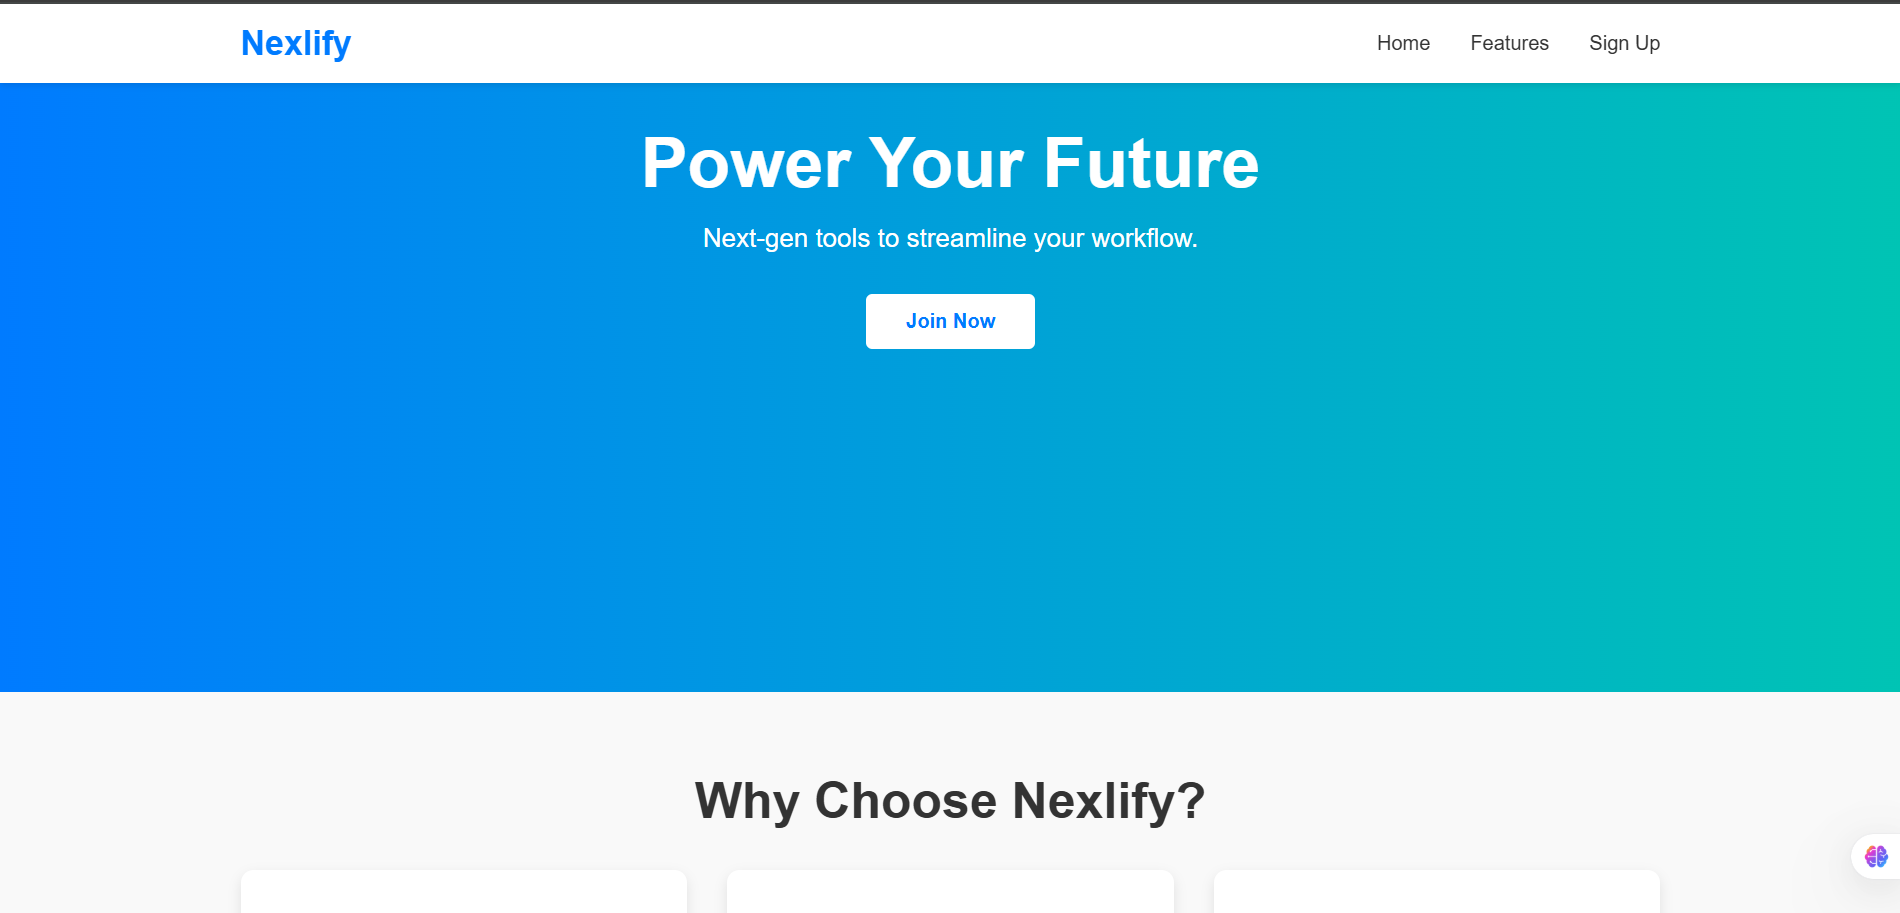 Nexlify
Home Features Sign Up
Power Your Future
Next-gen tools to streamline your workflow.
Join Now
Why Choose Nexlify?